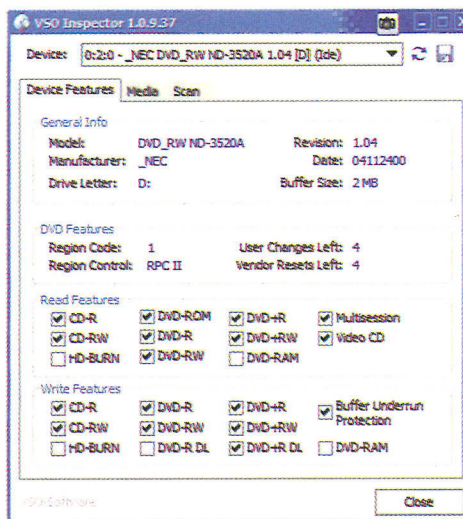 VSO Inspector 1.0.9.37
Device: 0:2:0 - _NEC DVD_RW ND-3520A 1.04 [D] (Ide)
Device Features Media Scan
General Info
Model: DVD_RW ND-3520A Revision: 1.04
Manufacturer: _NEC Date: 04112400
Drive Letter: D: Buffer Size: 2 MB
DVD Features
Region Code: 1 User Changes Left: 4
Region Control: RPC II Vendor Resets Left: 4
Read Features
CD-R DVD-ROM DVD+R Multisession
CD-RW DVD-R DVD+RW Video CD
HD-BURN DVD-RW DVD-RAM
Write Features
CD-R DVD-R DVD+R Buffer Underrun Protection
CD-RW DVD-RW DVD+RW
HD-BURN DVD-R DL DVD+R DL DVD-RAM
VSO-Software Close